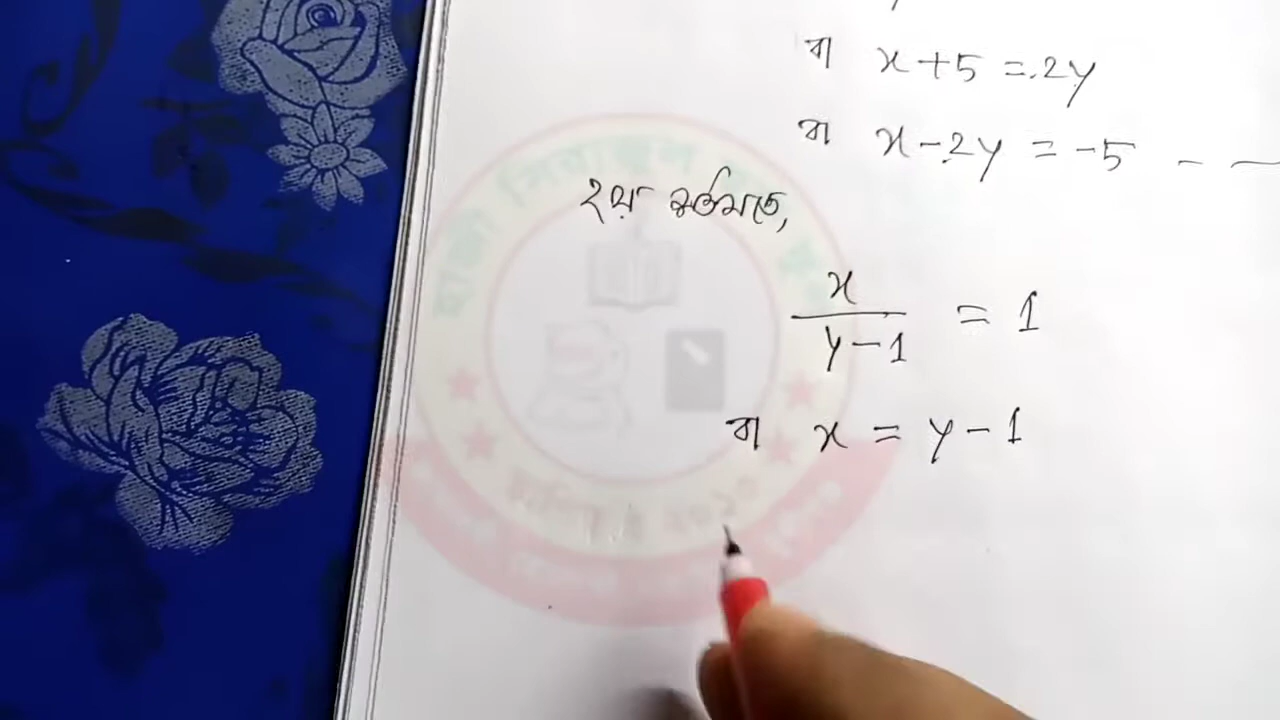 বা x + 5 = 2y
বা x - 2y = -5 - —
২য় শর্তমতে,
x / y - 1 = 1
বা x = y - 1